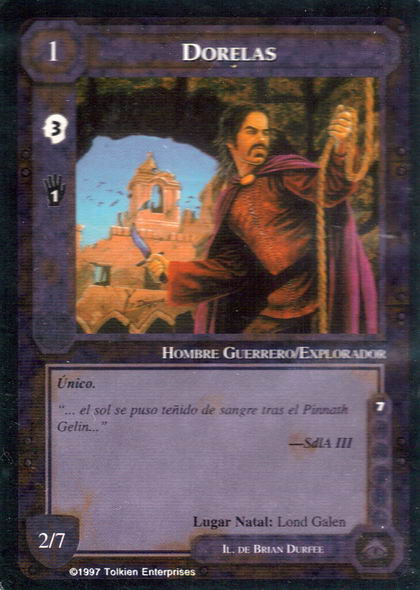 1
DORELAS
3
1
HOMBRE GUERRERO/EXPLORADOR
Único.
7
"... el sol se puso teñido de sangre tras el Pinnath
Gelin..."
—SdlA III
Lugar Natal: Lond Galen
2/7
IL. DE BRIAN DURFEE
©1997 Tolkien Enterprises